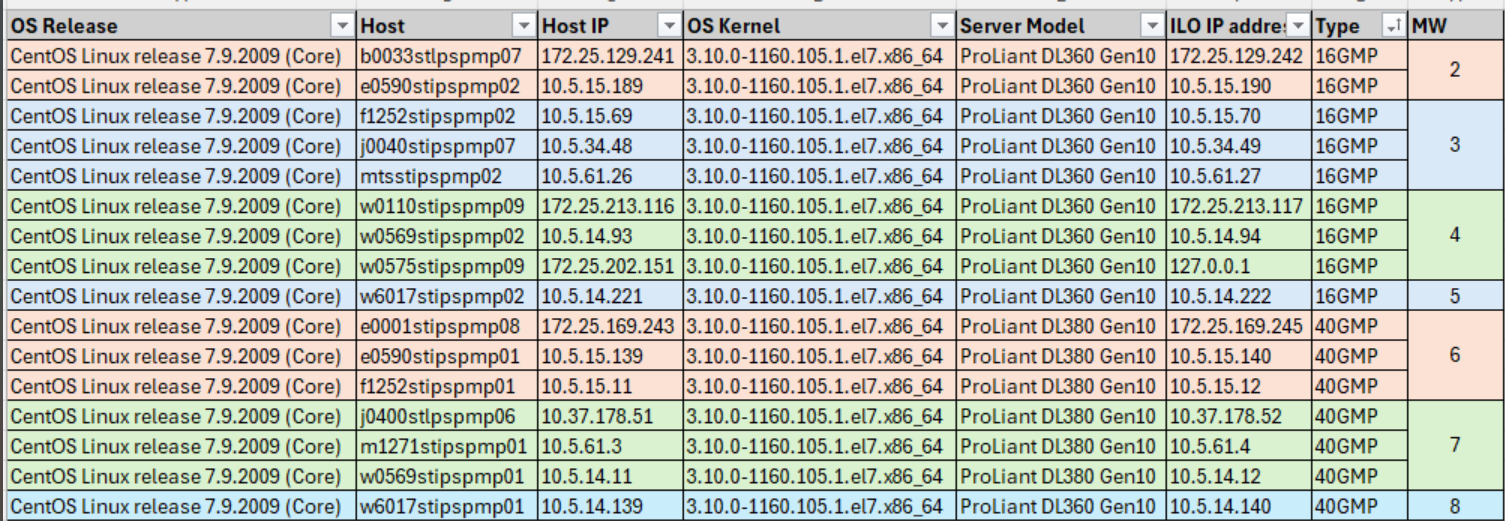 OS Release Host Host IP OS Kernel Server Model ILO IP addres Type MW
CentOS Linux release 7.9.2009 (Core) b0033stlpspmp07 172.25.129.241 3.10.0-1160.105.1.el7.x86_64 ProLiant DL360 Gen10 172.25.129.242 16GMP 2
CentOS Linux release 7.9.2009 (Core) e0590stipspmp02 10.5.15.189 3.10.0-1160.105.1.el7.x86_64 ProLiant DL360 Gen10 10.5.15.190 16GMP
CentOS Linux release 7.9.2009 (Core) f1252stipspmp02 10.5.15.69 3.10.0-1160.105.1.el7.x86_64 ProLiant DL360 Gen10 10.5.15.70 16GMP 3
CentOS Linux release 7.9.2009 (Core) j0040stipspmp07 10.5.34.48 3.10.0-1160.105.1.el7.x86_64 ProLiant DL360 Gen10 10.5.34.49 16GMP
CentOS Linux release 7.9.2009 (Core) mtsstipspmp02 10.5.61.26 3.10.0-1160.105.1.el7.x86_64 ProLiant DL360 Gen10 10.5.61.27 16GMP
CentOS Linux release 7.9.2009 (Core) w0110stipspmp09 172.25.213.116 3.10.0-1160.105.1.el7.x86_64 ProLiant DL360 Gen10 172.25.213.117 16GMP 4
CentOS Linux release 7.9.2009 (Core) w0569stipspmp02 10.5.14.93 3.10.0-1160.105.1.el7.x86_64 ProLiant DL360 Gen10 10.5.14.94 16GMP
CentOS Linux release 7.9.2009 (Core) w0575stipspmp09 172.25.202.151 3.10.0-1160.105.1.el7.x86_64 ProLiant DL360 Gen10 127.0.0.1 16GMP
CentOS Linux release 7.9.2009 (Core) w6017stipspmp02 10.5.14.221 3.10.0-1160.105.1.el7.x86_64 ProLiant DL360 Gen10 10.5.14.222 16GMP 5
CentOS Linux release 7.9.2009 (Core) e0001stipspmp08 172.25.169.243 3.10.0-1160.105.1.el7.x86_64 ProLiant DL380 Gen10 172.25.169.245 40GMP 6
CentOS Linux release 7.9.2009 (Core) e0590stipspmp01 10.5.15.139 3.10.0-1160.105.1.el7.x86_64 ProLiant DL380 Gen10 10.5.15.140 40GMP
CentOS Linux release 7.9.2009 (Core) f1252stipspmp01 10.5.15.11 3.10.0-1160.105.1.el7.x86_64 ProLiant DL380 Gen10 10.5.15.12 40GMP
CentOS Linux release 7.9.2009 (Core) j0400stlpspmp06 10.37.178.51 3.10.0-1160.105.1.el7.x86_64 ProLiant DL380 Gen10 10.37.178.52 40GMP 7
CentOS Linux release 7.9.2009 (Core) m1271stipspmp01 10.5.61.3 3.10.0-1160.105.1.el7.x86_64 ProLiant DL380 Gen10 10.5.61.4 40GMP
CentOS Linux release 7.9.2009 (Core) w0569stipspmp01 10.5.14.11 3.10.0-1160.105.1.el7.x86_64 ProLiant DL380 Gen10 10.5.14.12 40GMP
CentOS Linux release 7.9.2009 (Core) w6017stipspmp01 10.5.14.139 3.10.0-1160.105.1.el7.x86_64 ProLiant DL360 Gen10 10.5.14.140 40GMP 8